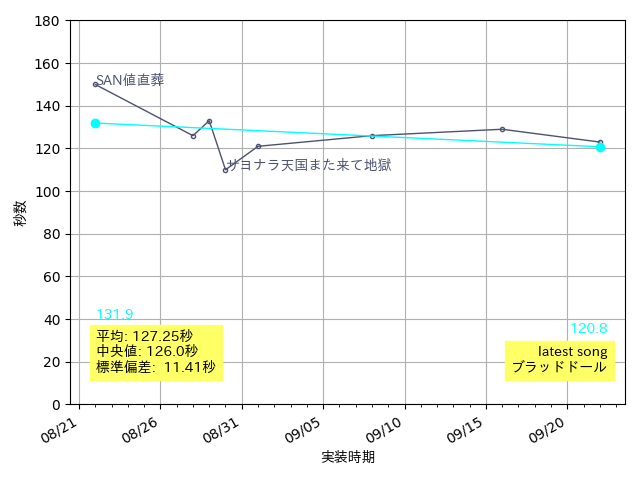 180
160
140
120
100
80
60
40
20
0
秒数
SAN値直葬
サヨナラ天国また来て地獄
131.9
120.8
平均: 127.25秒
中央値: 126.0秒
標準偏差:  11.41秒
latest song
ブラッドドール
08/21
08/26
08/31
09/05
09/10
09/15
09/20
実装時期